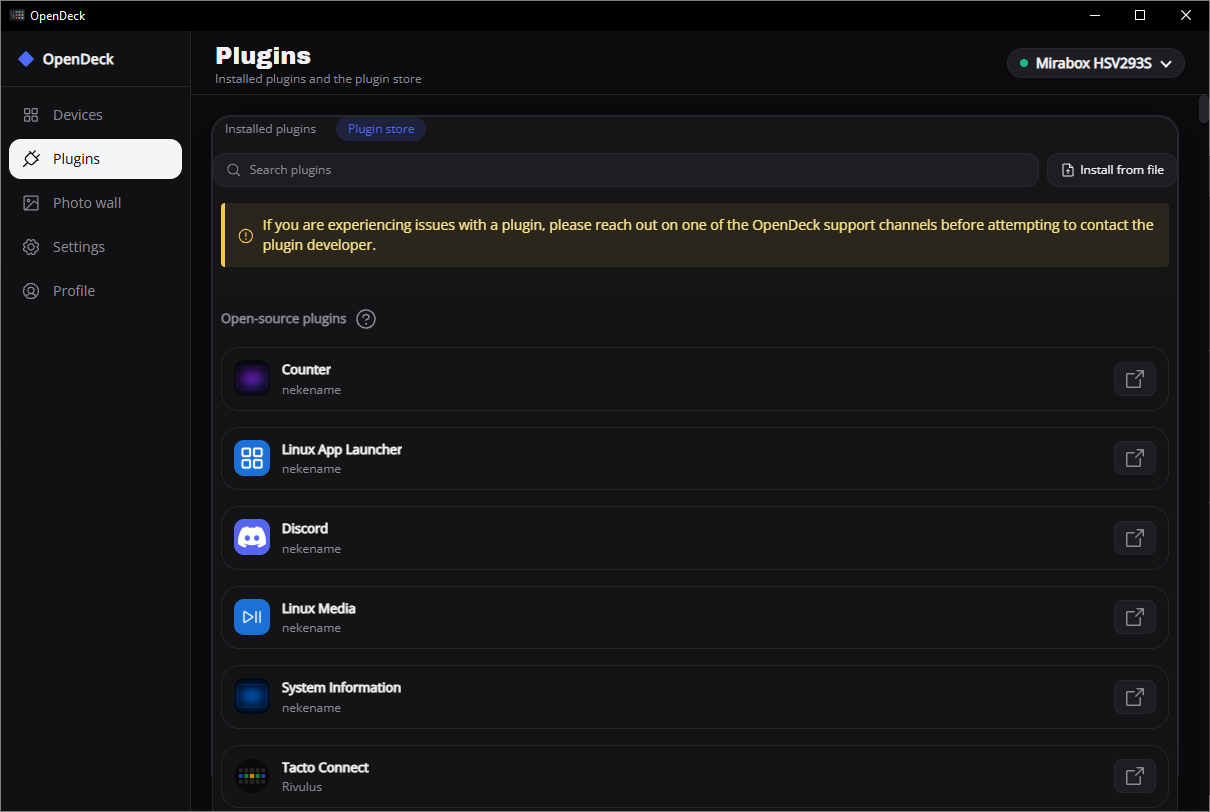 OpenDeck
OpenDeck
Plugins
Installed plugins and the plugin store
Mirabox HSV293S
Devices
Plugins
Photo wall
Settings
Profile
Installed plugins
Plugin store
Search plugins
Install from file
If you are experiencing issues with a plugin, please reach out on one of the OpenDeck support channels before attempting to contact the
plugin developer.
Open-source plugins
?
Counter
nekename
Linux App Launcher
nekename
Discord
nekename
Linux Media
nekename
System Information
nekename
Tacto Connect
Rivulus